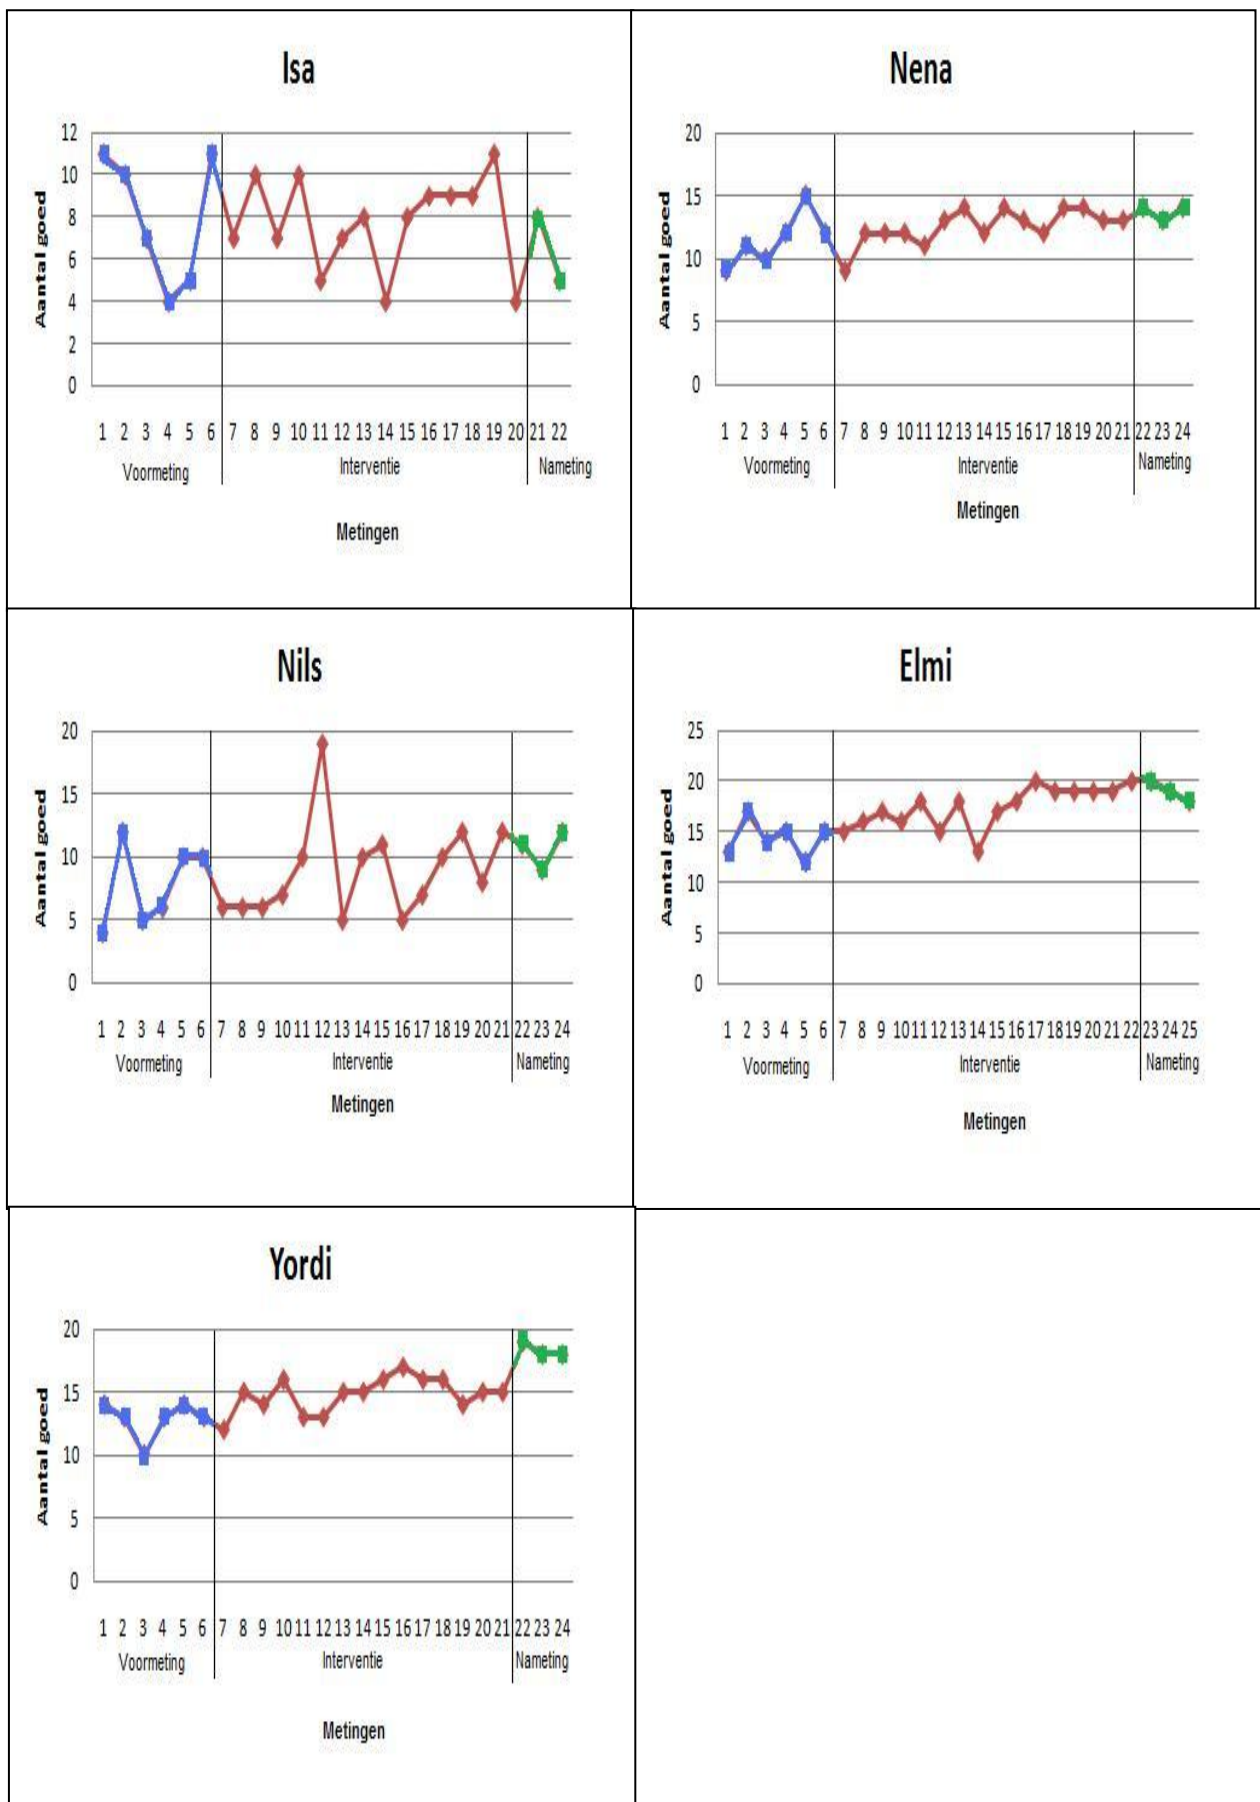 Isa
12
10
8
6
4
2
0
Aantal goed
1 2 3 4 5 6 7 8 9 10 11 12 13 14 15 16 17 18 19 20 21 22
Voormeting Interventie Nameting
Metingen
Nena
20
15
10
5
0
Aantal goed
1 2 3 4 5 6 7 8 9 10 11 12 13 14 15 16 17 18 19 20 21 22 23 24
Voormeting Interventie Nameting
Metingen
Nils
20
15
10
5
0
Aantal goed
1 2 3 4 5 6 7 8 9 10 11 12 13 14 15 16 17 18 19 20 21 22 23 24
Voormeting Interventie Nameting
Metingen
Elmi
25
20
15
10
5
0
Aantal goed
1 2 3 4 5 6 7 8 9 10 11 12 13 14 15 16 17 18 19 20 21 22 23 24 25
Voormeting Interventie Nameting
Metingen
Yordi
20
15
10
5
0
Aantal goed
1 2 3 4 5 6 7 8 9 10 11 12 13 14 15 16 17 18 19 20 21 22 23 24
Voormeting Interventie Nameting
Metingen